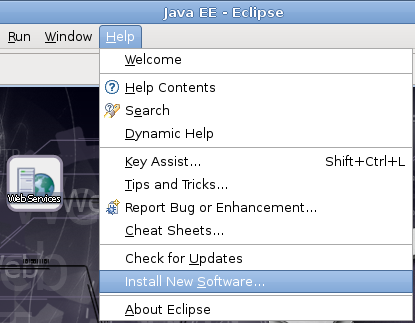 Java EE - Eclipse
Run Window Help
Welcome
Help Contents
Search
Dynamic Help
Key Assist... Shift+Ctrl+L
Tips and Tricks...
Report Bug or Enhancement...
Cheat Sheets...
Check for Updates
Install New Software...
About Eclipse
Web Services